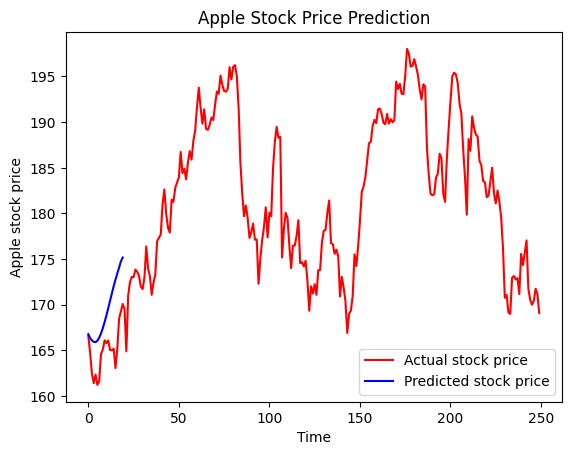 Apple Stock Price Prediction
Apple stock price
195
190
185
180
175
170
165
160
0
50
100
150
200
250
Time
Actual stock price
Predicted stock price